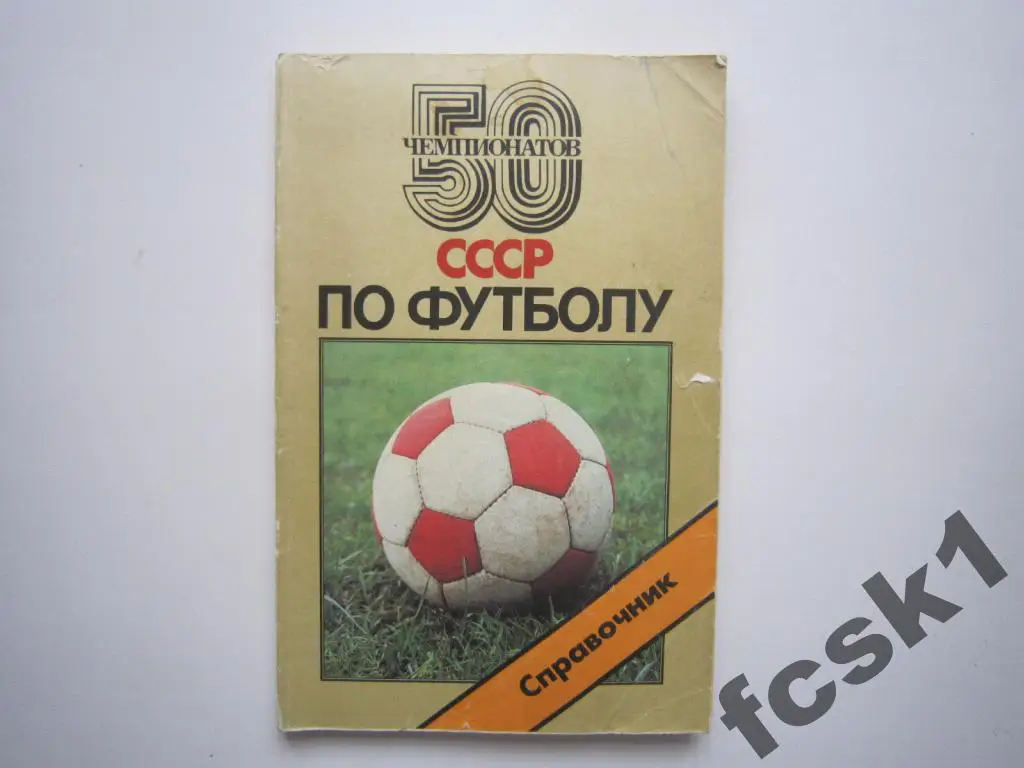 50
ЧЕМПИОНАТОВ
СССР
ПО ФУТБОЛУ
Справочник
fcsk1